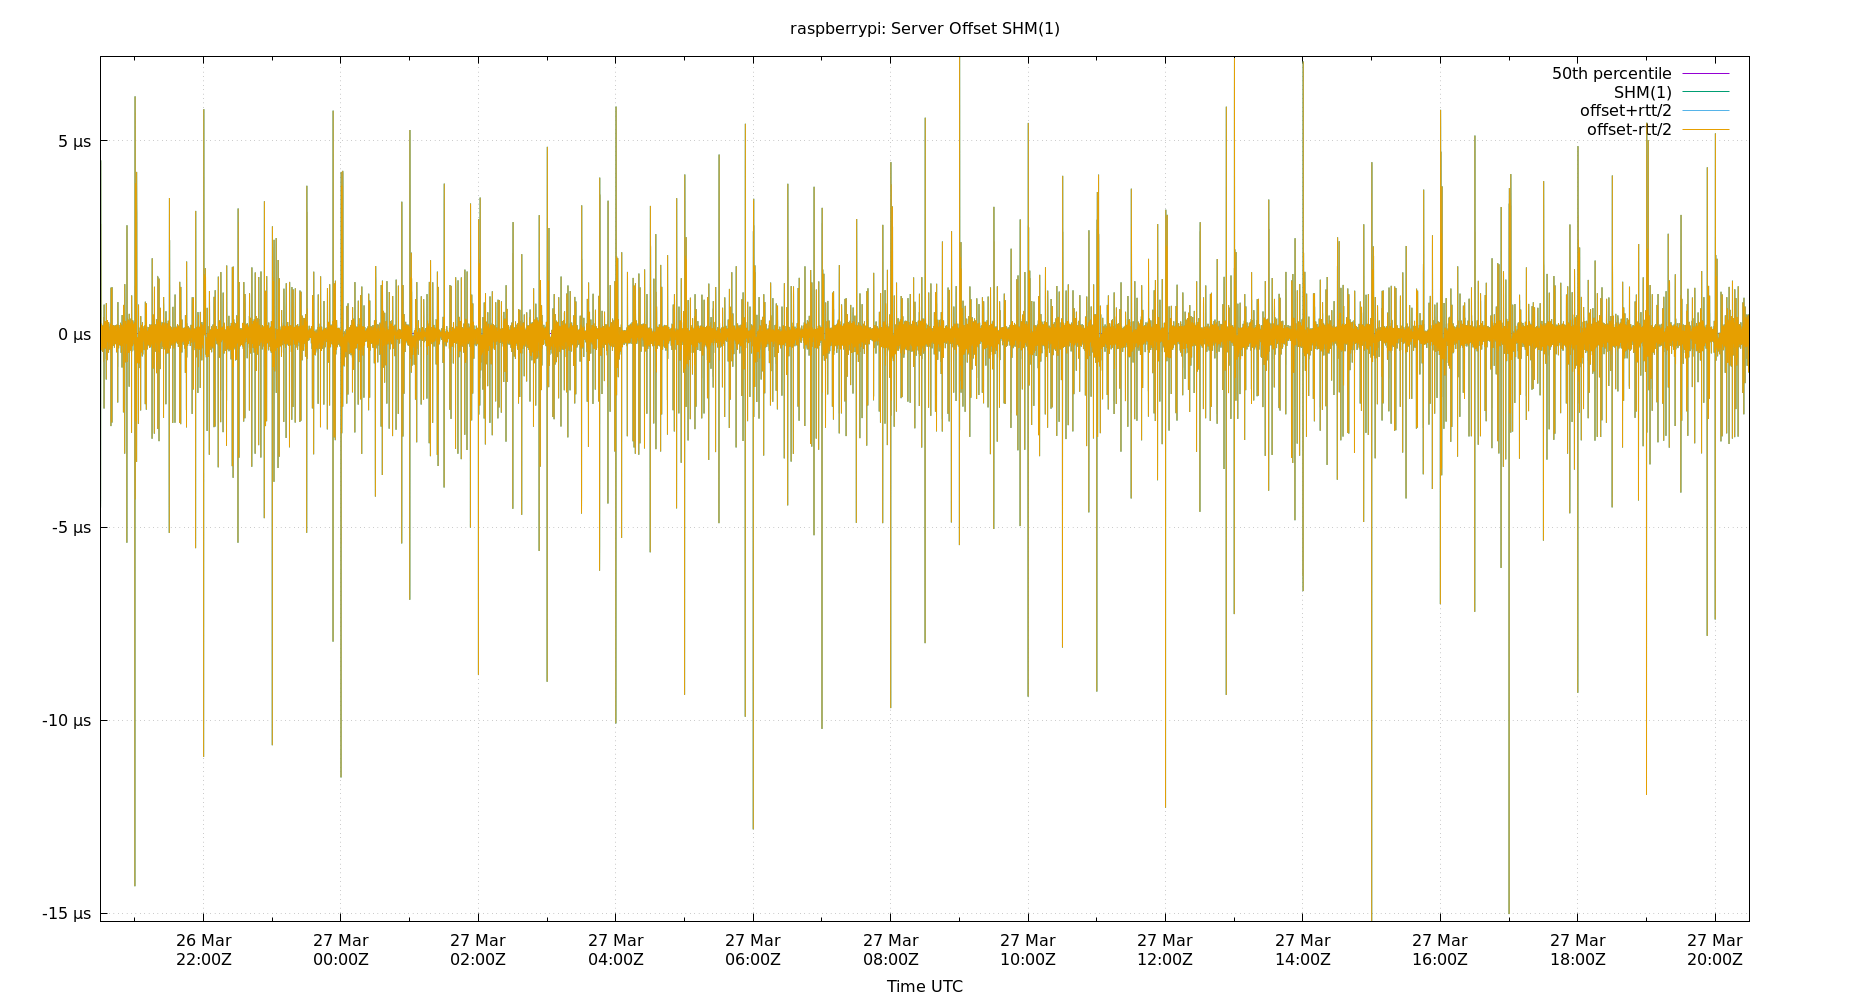 raspberrypi: Server Offset SHM(1)
50th percentile
SHM(1)
offset+rtt/2
offset-rtt/2
5 µs
0 µs
-5 µs
-10 µs
-15 µs
26 Mar 27 Mar 27 Mar 27 Mar 27 Mar 27 Mar 27 Mar 27 Mar 27 Mar 27 Mar 27 Mar 27 Mar
22:00Z 00:00Z 02:00Z 04:00Z 06:00Z 08:00Z 10:00Z 12:00Z 14:00Z 16:00Z 18:00Z 20:00Z
Time UTC